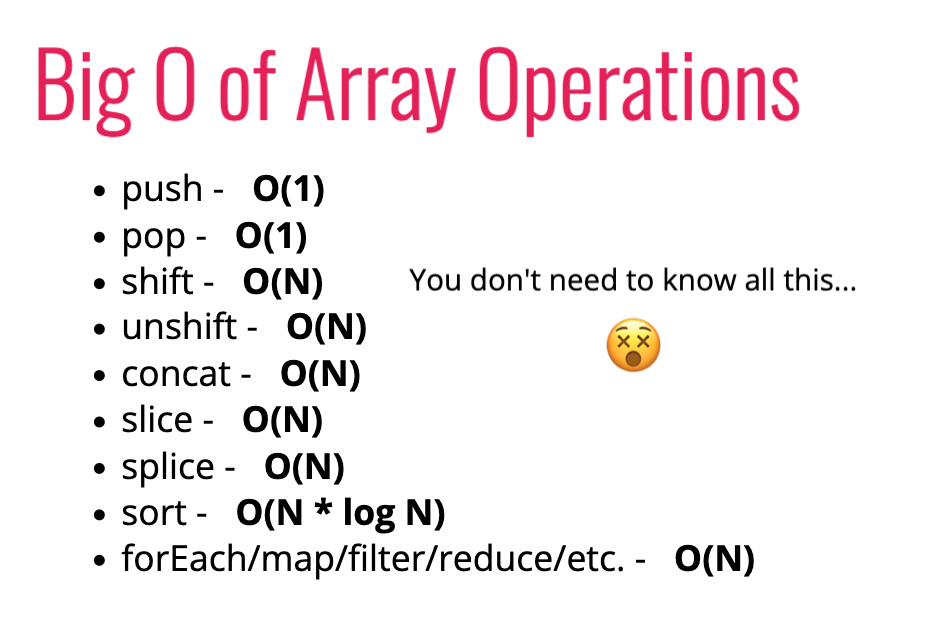 Big O of Array Operations
• push - O(1)
• pop - O(1)
• shift - O(N)
• unshift - O(N)
• concat - O(N)
• slice - O(N)
• splice - O(N)
• sort - O(N * log N)
• forEach/map/filter/reduce/etc. - O(N)
You don't need to know all this...